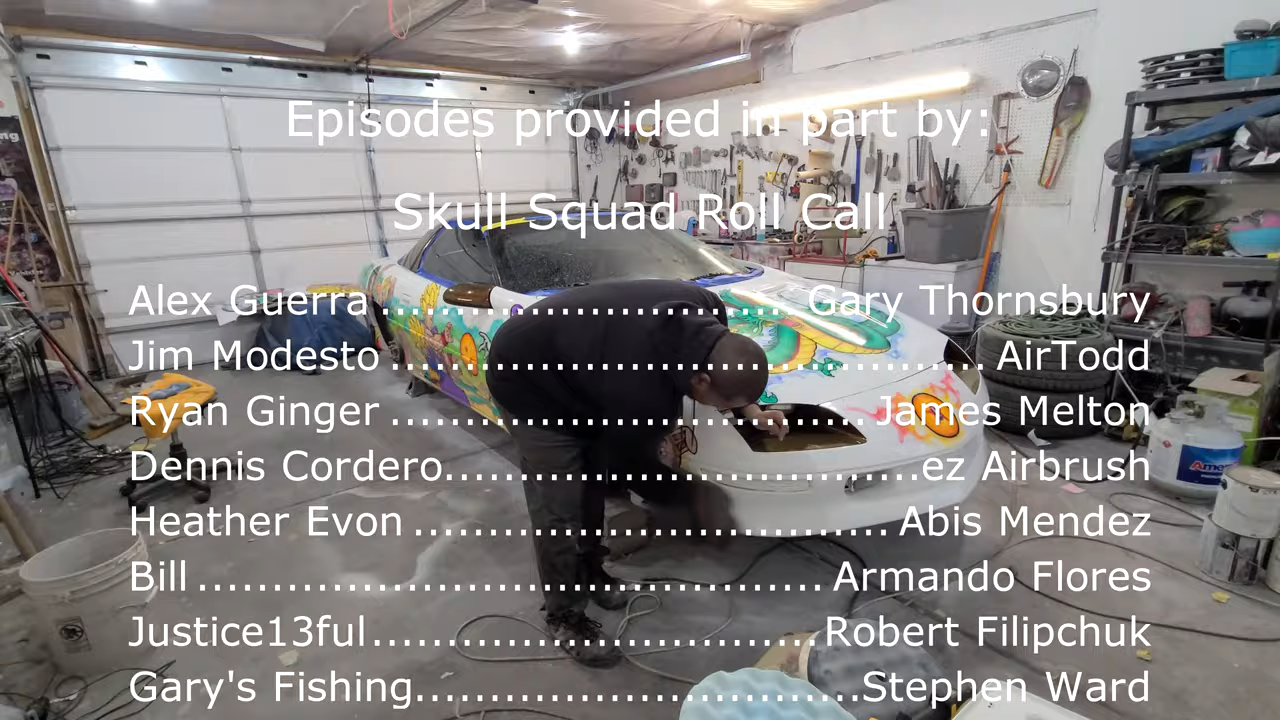 Episodes provided in part by:
Skull Squad Roll Call
Alex Guerra ........................... Gary Thornsbury
Jim Modesto ....................................... AirTodd
Ryan Ginger ............................... James Melton
Dennis Cordero................................ez Airbrush
Heather Evon ............................... Abis Mendez
Bill ......................................... Armando Flores
Justice13ful..............................Robert Filipchuk
Gary's Fishing.............................Stephen Ward